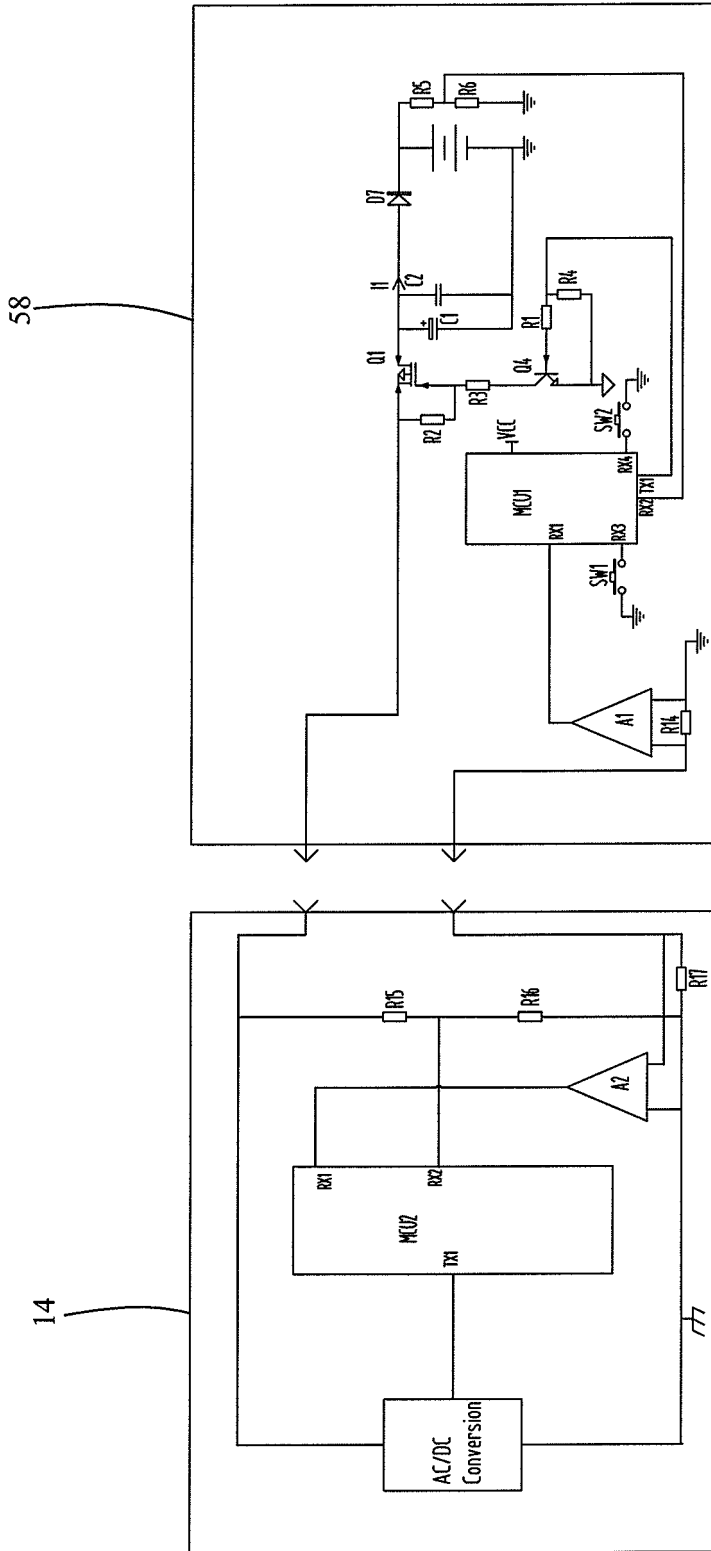 14
58
AC/DC
Conversion
MCU2
TX1
RX1
RX2
R15
R16
A2
R17
A1
R14
MCU1
RX1
RX3
RX2
TX1
RX4
VCC
SW1
SW2
R2
R3
Q1
Q4
R1
R4
+
C1
C2
I1
D7
R5
R6